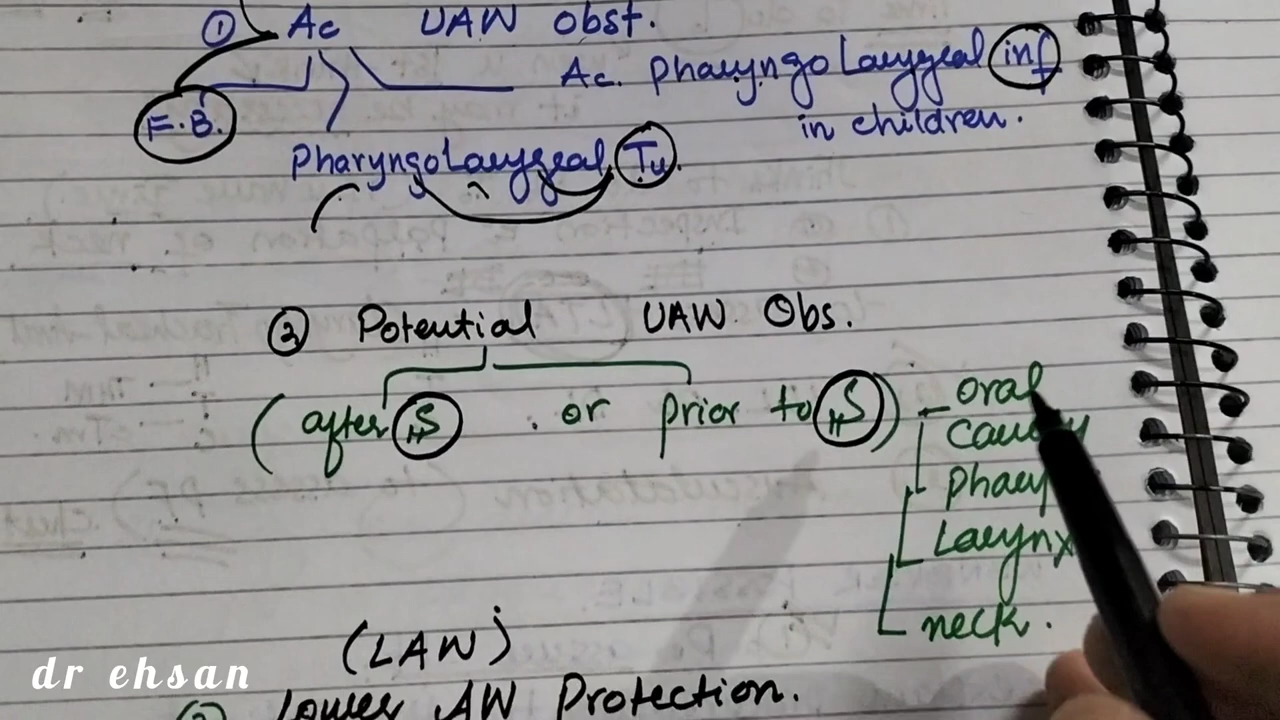 ① Ac UAW Obst.
Ac. Pharyngo Laryngeal inf
in children.
F.B.
Pharyngo Laryngeal Tu.
② Potential UAW Obs.
(after S or prior to S)
oral
Phary
Larynx
neck.
(LAW)
Lower AW Protection.
dr ehsan